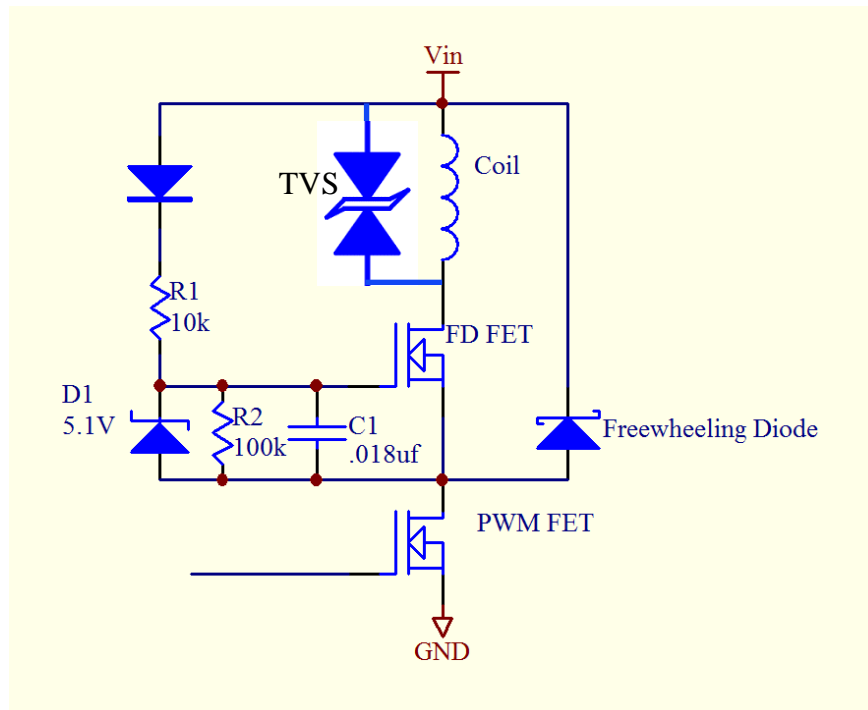 Vin
Coil
TVS
R1
10k
FD FET
D1
5.1V
R2
100k
C1
.018uf
Freewheeling Diode
PWM FET
GND